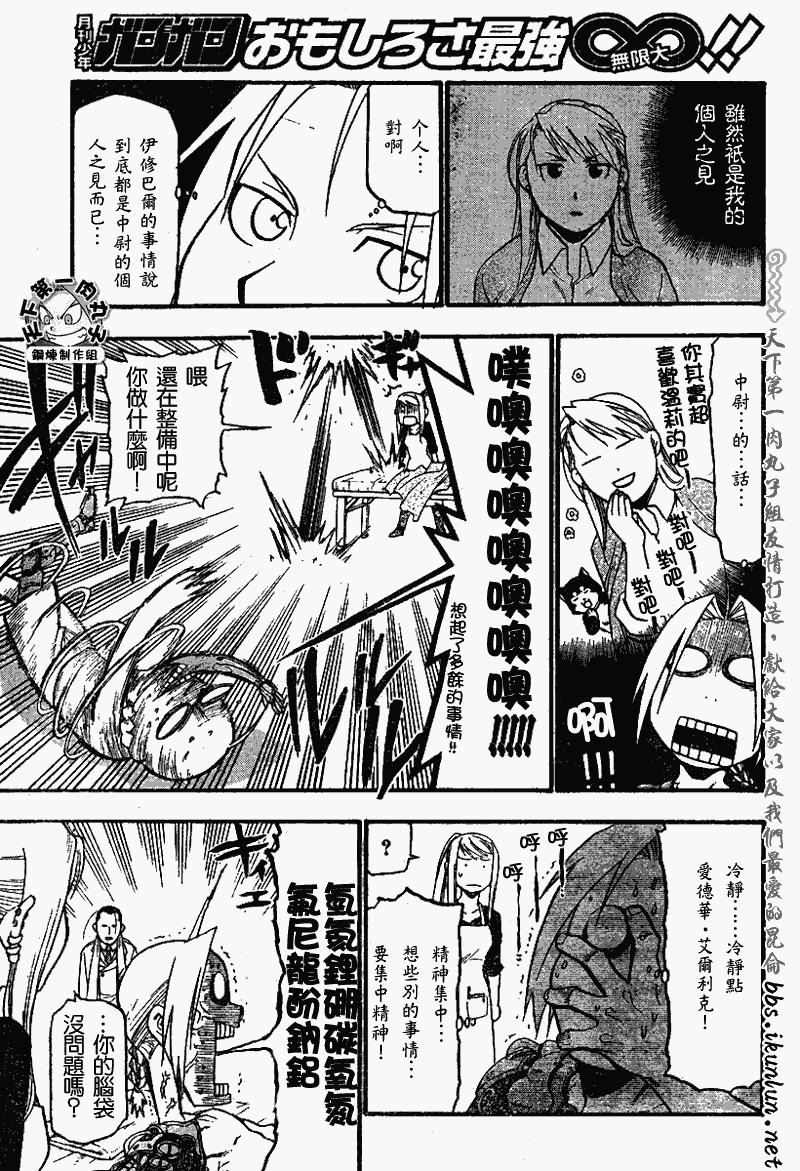 月刊少年
ガンガン
おもしろさ最強
無限大
!!
雖然祇是我的
個人之見
个人…
對啊
伊修巴爾的事情說
到底都是中尉的個
人之見而已…
天下第一肉丸子
鋼煉制作組
中尉…的…話…
你其實超
喜歡溫莉的吧!
對吧!
對吧!
對吧!
對吧!
啊
!!!
噗噢噢噢噢噢噢噢!!!!!
想起了多餘的事情!!
喂
還在整備中呢
你做什麼啊!
冷靜……冷靜點
愛德華·艾爾利克!
呼
呼
呼
?
精神集中…
想些別的事情…
要集中精神!
氫氦鋰硼碳氧氮
氟尼龍酚鈉鋁
…你的腦袋
沒問題嗎?
天下第一肉丸子組友情打造,獻給大家以及我們最愛的昆侖
bbs.ikunlun.net